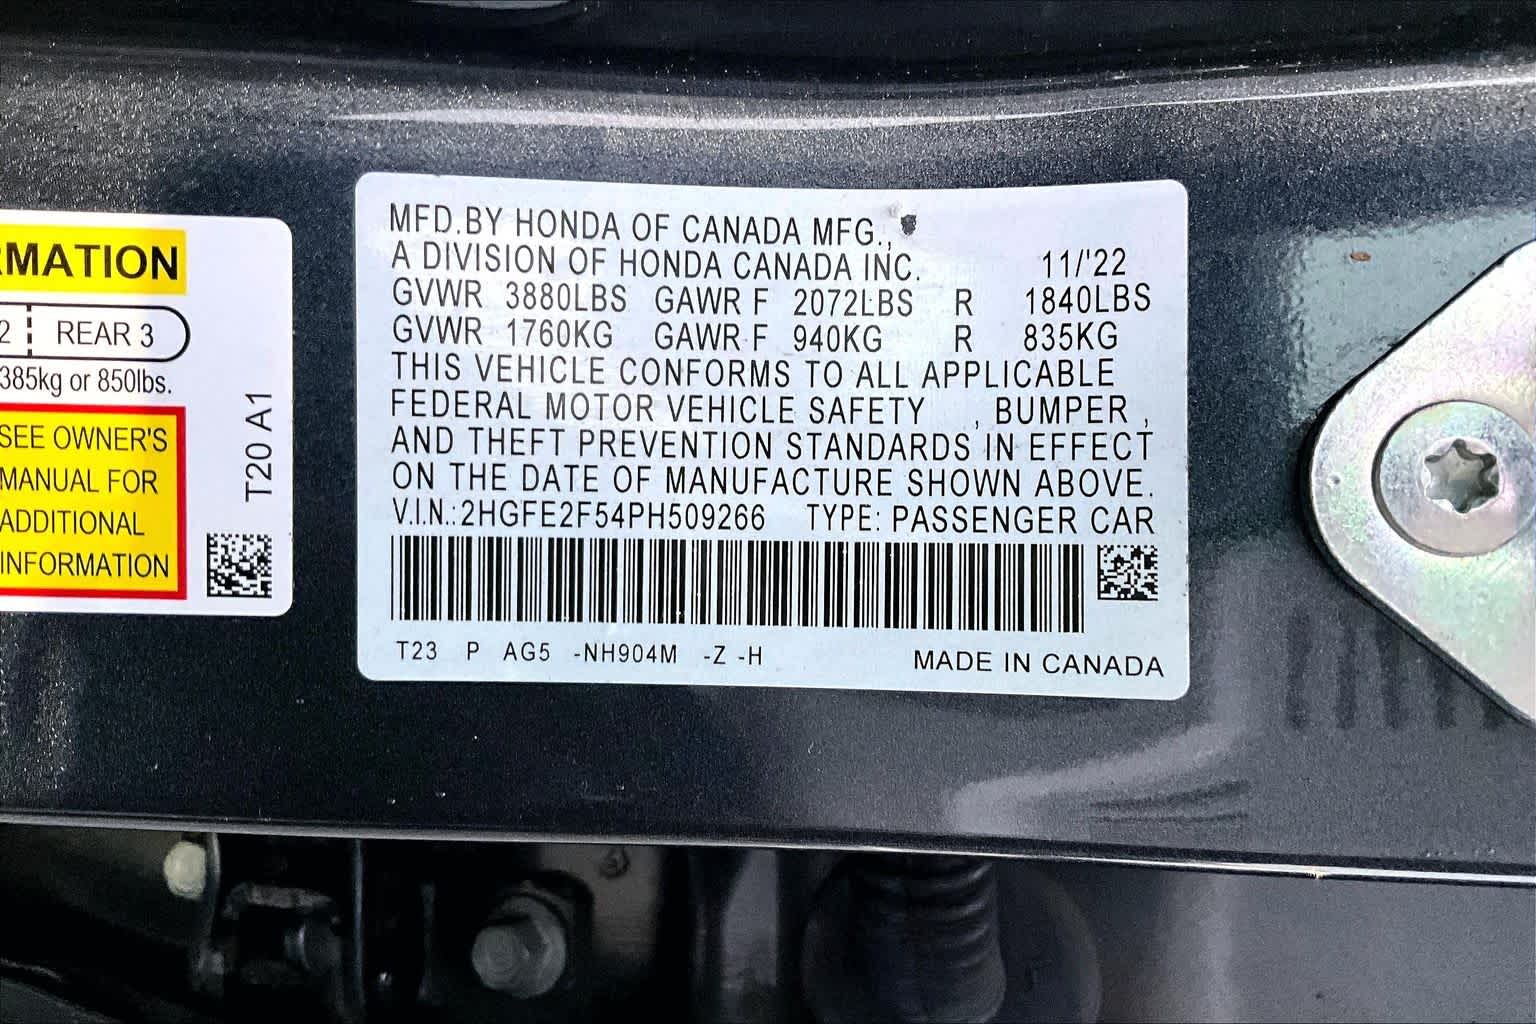 RMATION
2 REAR 3
385kg or 850lbs.
SEE OWNER'S
MANUAL FOR
ADDITIONAL
INFORMATION
T20 A1
MFD.BY HONDA OF CANADA MFG.,
A DIVISION OF HONDA CANADA INC. 11/'22
GVWR 3880LBS GAWR F 2072LBS R 1840LBS
GVWR 1760KG GAWR F 940KG R 835KG
THIS VEHICLE CONFORMS TO ALL APPLICABLE
FEDERAL MOTOR VEHICLE SAFETY , BUMPER ,
AND THEFT PREVENTION STANDARDS IN EFFECT
ON THE DATE OF MANUFACTURE SHOWN ABOVE.
V.I.N.:2HGFE2F54PH509266 TYPE: PASSENGER CAR
T23 P AG5 -NH904M -Z -H MADE IN CANADA